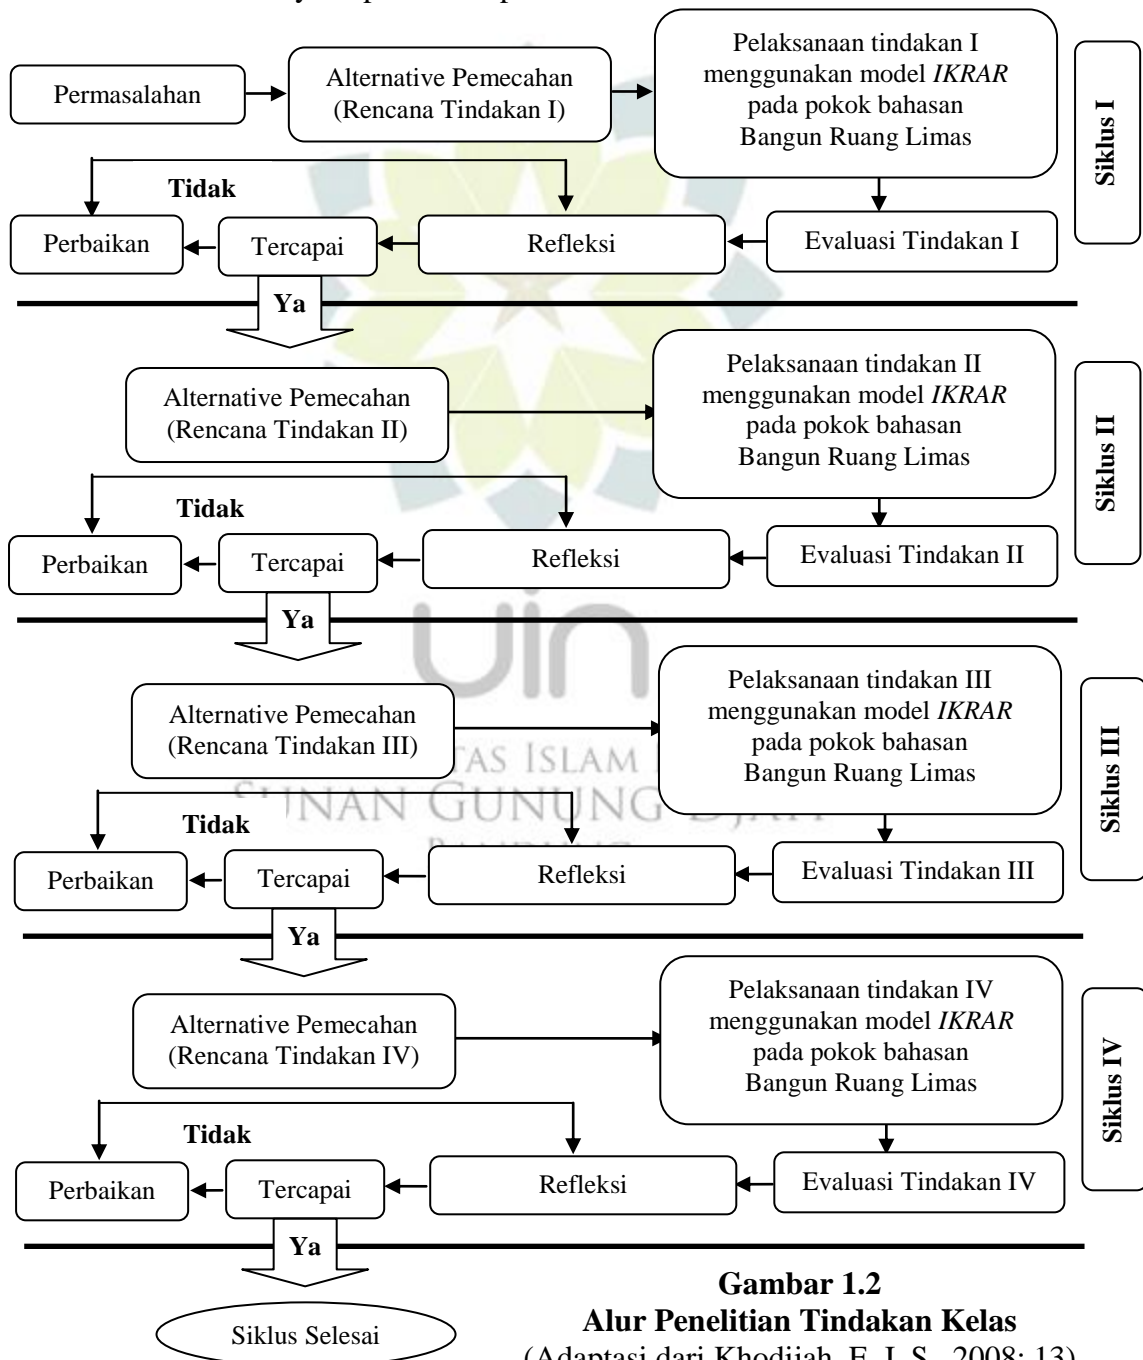 Permasalahan
Alternative Pemecahan
(Rencana Tindakan I)
Pelaksanaan tindakan I
menggunakan model IKRAR
pada pokok bahasan
Bangun Ruang Limas
Siklus I
Tidak
Perbaikan
Tercapai
Refleksi
Evaluasi Tindakan I
Ya
Alternative Pemecahan
(Rencana Tindakan II)
Pelaksanaan tindakan II
menggunakan model IKRAR
pada pokok bahasan
Bangun Ruang Limas
Siklus II
Tidak
Perbaikan
Tercapai
Refleksi
Evaluasi Tindakan II
Ya
uin
Alternative Pemecahan
(Rencana Tindakan III)
Pelaksanaan tindakan III
menggunakan model IKRAR
pada pokok bahasan
Bangun Ruang Limas
Siklus III
ISLAM
GUNUNG
Tidak
Perbaikan
Tercapai
Refleksi
Evaluasi Tindakan III
Ya
Alternative Pemecahan
(Rencana Tindakan IV)
Pelaksanaan tindakan IV
menggunakan model IKRAR
pada pokok bahasan
Bangun Ruang Limas
Siklus IV
Tidak
Perbaikan
Tercapai
Refleksi
Evaluasi Tindakan IV
Ya
Siklus Selesai
Gambar 1.2
Alur Penelitian Tindakan Kelas
(Adaptasi dari Khodijah, E. J. S., 2008: 13)